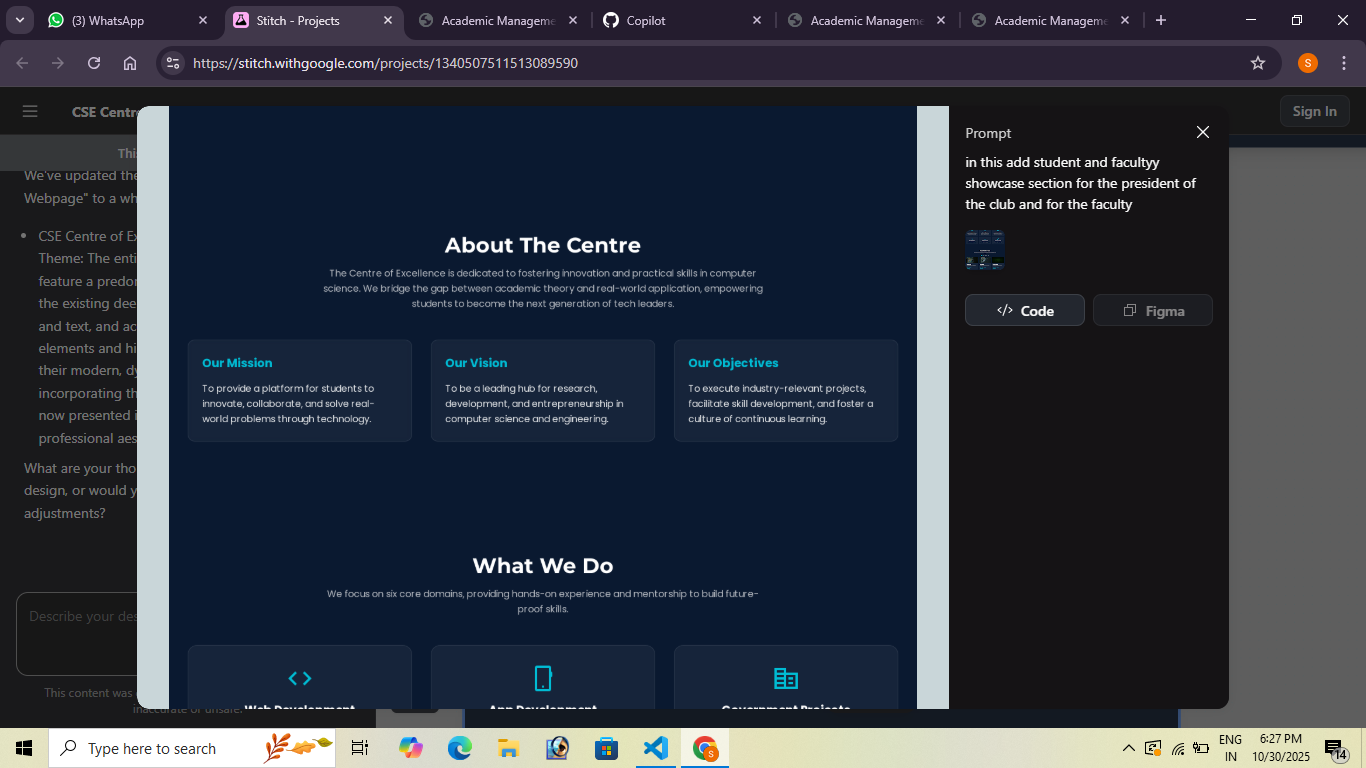 (3) WhatsApp
Stitch - Projects
Academic Manageme
Copilot
Academic Manageme
Academic Manageme
https://stitch.withgoogle.com/projects/1340507511513089590
S
CSE Centre
Sign In
This
We've updated the
Webpage" to a wh
CSE Centre of Ex
Theme: The enti
feature a predor
the existing dee
and text, and ac
elements and hi
their modern, dy
incorporating th
now presented i
professional aes
What are your tho
design, or would y
adjustments?
Describe your des
This content was
inaccurate or unsafe.
About The Centre
The Centre of Excellence is dedicated to fostering innovation and practical skills in computer
science. We bridge the gap between academic theory and real-world application, empowering
students to become the next generation of tech leaders.
Our Mission
To provide a platform for students to
innovate, collaborate, and solve real-
world problems through technology.
Our Vision
To be a leading hub for research,
development, and entrepreneurship in
computer science and engineering.
Our Objectives
To execute industry-relevant projects,
facilitate skill development, and foster a
culture of continuous learning.
What We Do
We focus on six core domains, providing hands-on experience and mentorship to build future-
proof skills.
Web Development
App Development
Government Projects
Prompt
in this add student and facultyy
showcase section for the president of
the club and for the faculty
</> Code
Figma
Type here to search
S
ENG
IN
6:27 PM
10/30/2025
14